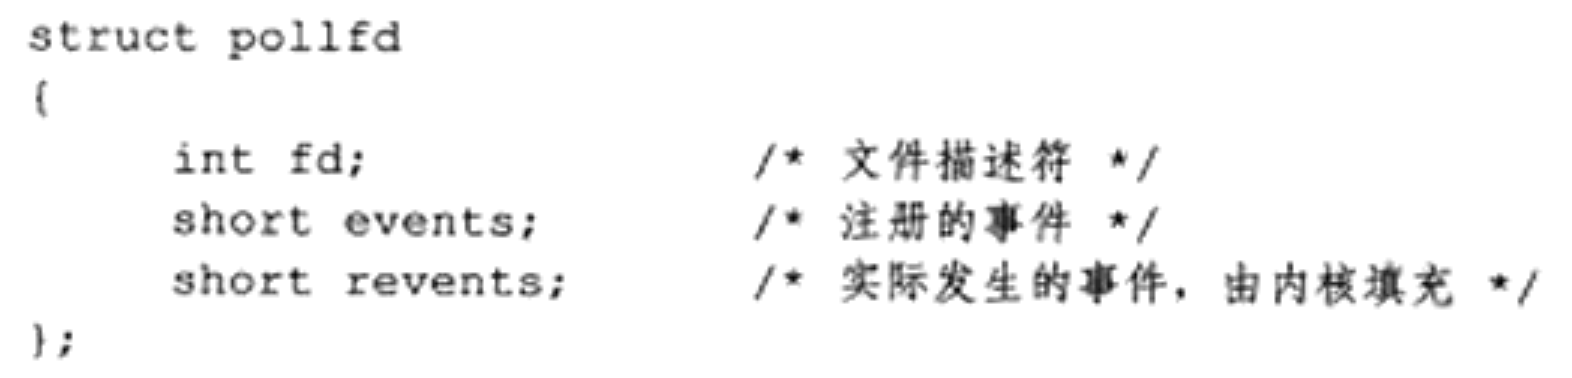 struct pollfd
{
int fd; /* 文件描述符 */
short events; /* 注册的事件 */
short revents; /* 实际发生的事件，由内核填充 */
};